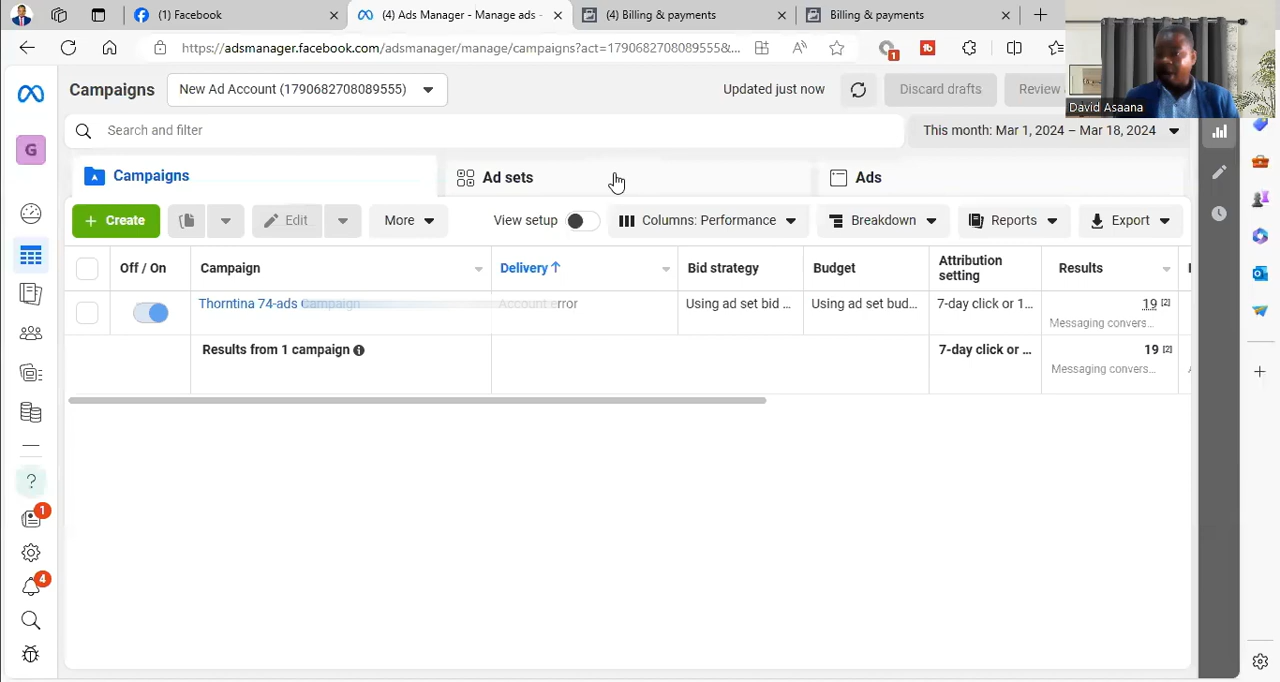 (1) Facebook
(4) Ads Manager - Manage ads -
(4) Billing & payments
Billing & payments
https://adsmanager.facebook.com/adsmanager/manage/campaigns?act=1790682708089555&...
1
David Asaana
Campaigns
New Ad Account (1790682708089555)
Updated just now
Discard drafts
Review
Search and filter
This month: Mar 1, 2024 – Mar 18, 2024
G
Campaigns
Ad sets
Ads
+ Create
Edit
More
View setup
Columns: Performance
Breakdown
Reports
Export
Off / On
Campaign
Delivery ↑
Bid strategy
Budget
Attribution
setting
Results
Thorntina 74-ads Campaign
Account error
Using ad set bid ...
Using ad set bud...
7-day click or 1...
19 [2]
Messaging convers...
Results from 1 campaign
7-day click or ...
19 [2]
Messaging convers...
?
1
4